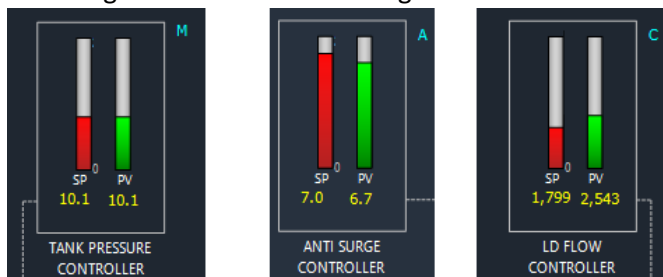 M
0
SP PV
10.1 10.1
TANK PRESSURE
CONTROLLER
A
0
SP PV
7.0 6.7
ANTI SURGE
CONTROLLER
C
0
SP PV
1,799 2,543
LD FLOW
CONTROLLER